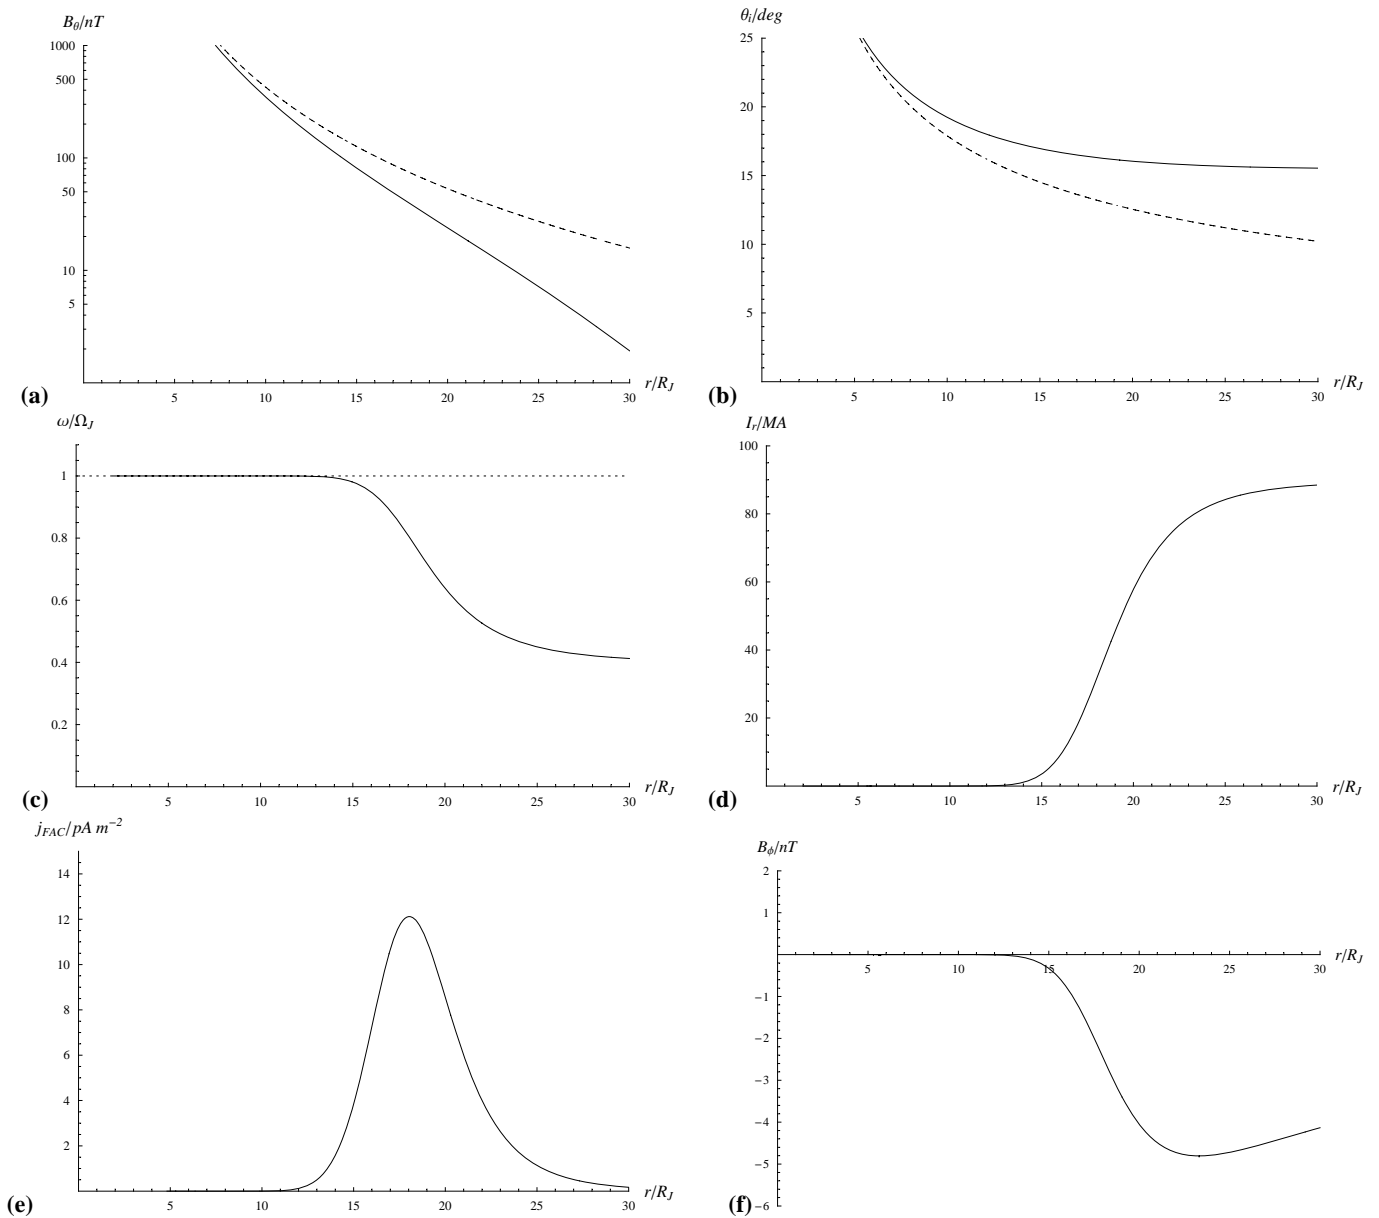 B_θ/nT
1000
500
100
50
10
5
5 10 15 20 25 30
r/R_J
(a)
θ_i/deg
25
20
15
10
5
5 10 15 20 25 30
r/R_J
(b)
ω/Ω_J
1
0.8
0.6
0.4
0.2
5 10 15 20 25 30
r/R_J
(c)
I_r/MA
100
80
60
40
20
5 10 15 20 25 30
r/R_J
(d)
j_FAC/pA m^−2
14
12
10
8
6
4
2
5 10 15 20 25 30
r/R_J
(e)
B_ϕ/nT
2
1
5 10 15 20 25 30
r/R_J
−1
−2
−3
−4
−5
−6
(f)